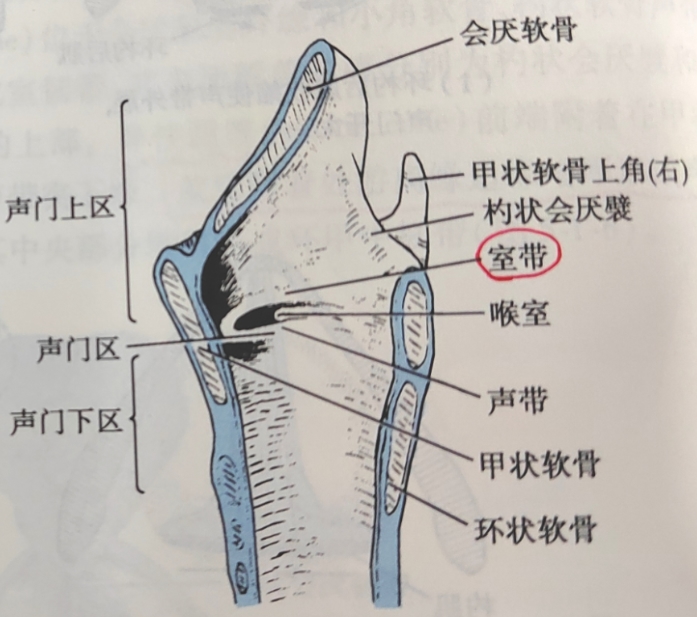 会厌软骨
甲状软骨上角(右)
杓状会厌襞
室带
喉室
声带
甲状软骨
环状软骨
声门上区
声门区
声门下区